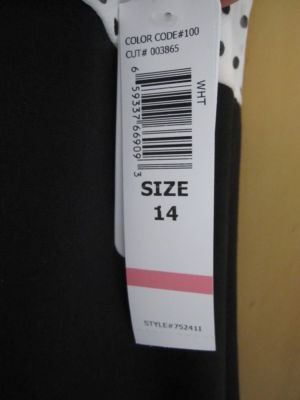 COLOR CODE#100
CUT# 003865
WHT
6 59337 66909 3
SIZE
14
STYLE#752411